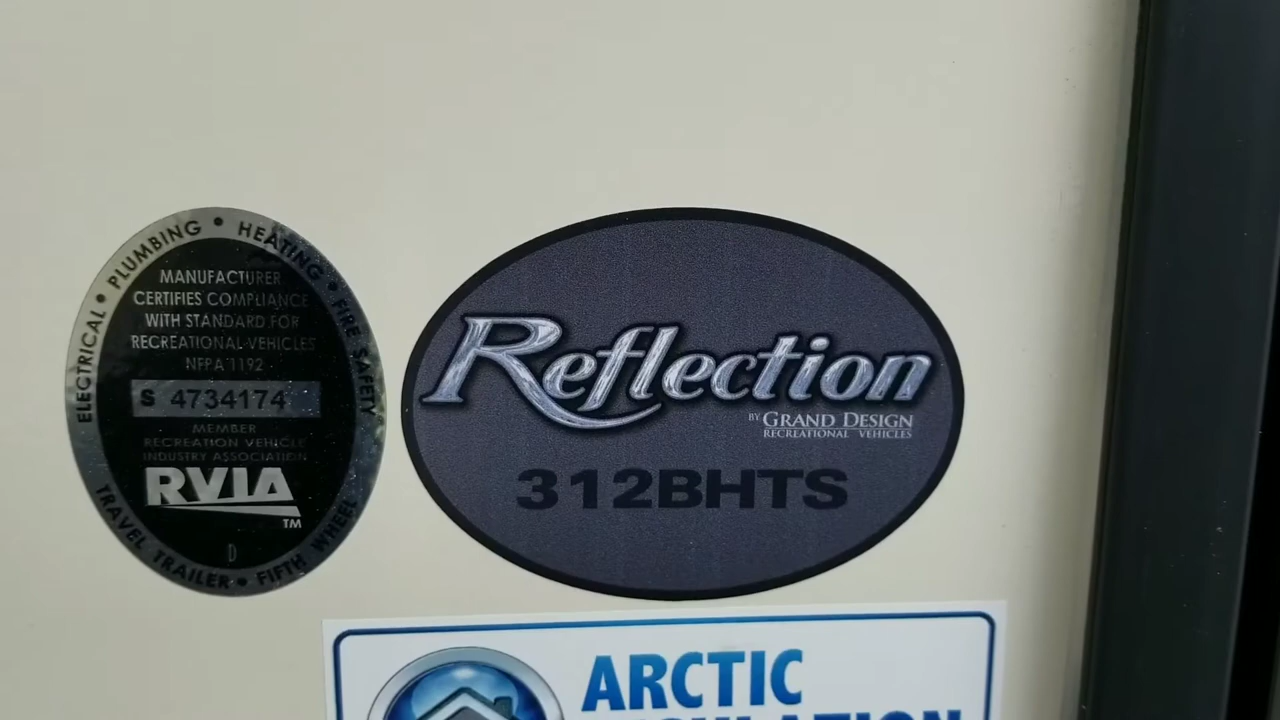 ELECTRICAL • PLUMBING • HEATING • FIRE SAFETY
MANUFACTURER
CERTIFIES COMPLIANCE
WITH STANDARD FOR
RECREATIONAL VEHICLES
NFPA 1192
S 4734174
MEMBER
RECREATION VEHICLE
INDUSTRY ASSOCIATION
RVIA
TM
D
TRAVEL TRAILER • FIFTH WHEEL
Reflection
BY GRAND DESIGN
RECREATIONAL VEHICLES
312BHTS
ARCTIC